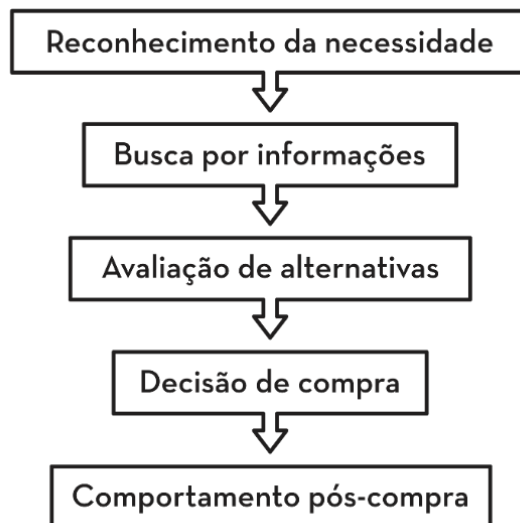 Reconhecimento da necessidade
Busca por informações
Avaliação de alternativas
Decisão de compra
Comportamento pós-compra